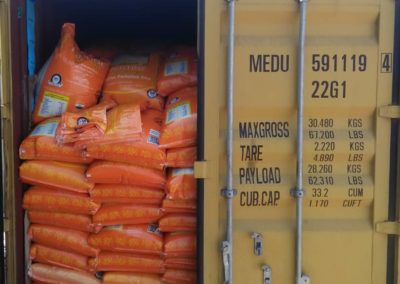 MEDU 591119 4
22G1
MAXGROSS 30.480 KGS
67.200 LBS
TARE 2.220 KGS
4.890 LBS
PAYLOAD 28.260 KGS
62.310 LBS
CUB.CAP 33.2 CUM
1.170 CUFT